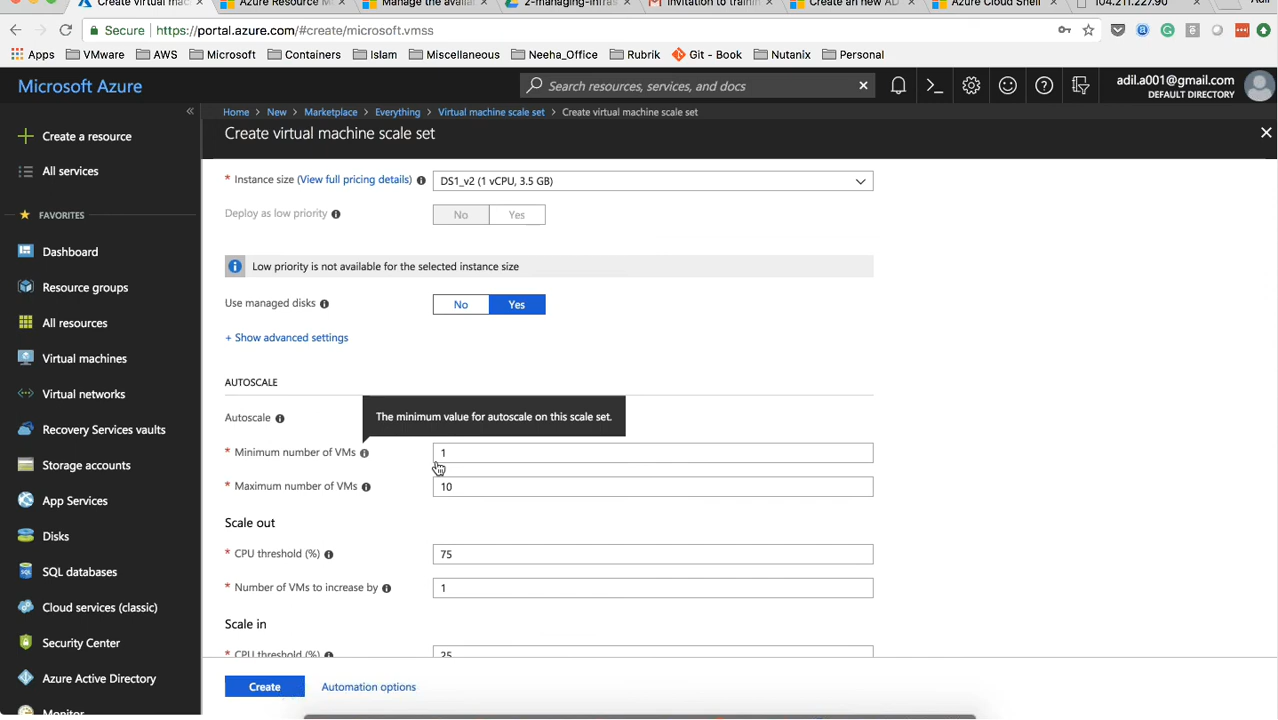 Create virtual machi
Azure Resource M
Manage the availa
2-managing-infras
Invitation to trainin
Create an new AD
Azure Cloud Shell
104.211.227.90
Adil
Secure
https://portal.azure.com/#create/microsoft.vmss
Apps
VMware
AWS
Microsoft
Containers
Islam
Miscellaneous
Neeha_Office
Rubrik
Git - Book
Nutanix
Personal
Microsoft Azure
Search resources, services, and docs
adil.a001@gmail.com
DEFAULT DIRECTORY
Home > New > Marketplace > Everything > Virtual machine scale set > Create virtual machine scale set
Create virtual machine scale set
Create a resource
All services
FAVORITES
Dashboard
Resource groups
All resources
Virtual machines
Virtual networks
Recovery Services vaults
Storage accounts
App Services
Disks
SQL databases
Cloud services (classic)
Security Center
Azure Active Directory
Monitor
* Instance size (View full pricing details)
DS1_v2 (1 vCPU, 3.5 GB)
Deploy as low priority
No
Yes
Low priority is not available for the selected instance size
Use managed disks
No
Yes
+ Show advanced settings
AUTOSCALE
Autoscale
The minimum value for autoscale on this scale set.
* Minimum number of VMs
1
* Maximum number of VMs
10
Scale out
* CPU threshold (%)
75
* Number of VMs to increase by
1
Scale in
* CPU threshold (%)
25
Create
Automation options